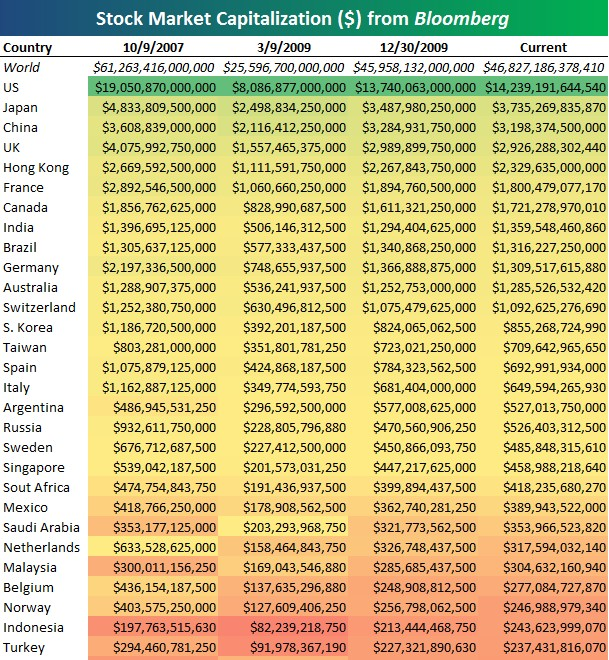 Stock Market Capitalization ($) from Bloomberg
Country 10/9/2007 3/9/2009 12/30/2009 Current
World $61,263,416,000,000 $25,596,700,000,000 $45,958,132,000,000 $46,827,186,378,410
US $19,050,870,000,000 $8,086,877,000,000 $13,740,063,000,000 $14,239,191,644,540
Japan $4,833,809,500,000 $2,498,834,250,000 $3,487,980,250,000 $3,735,269,835,870
China $3,608,839,000,000 $2,116,412,250,000 $3,284,931,750,000 $3,198,374,500,000
UK $4,075,992,750,000 $1,557,465,375,000 $2,989,899,750,000 $2,926,288,302,440
Hong Kong $2,669,592,500,000 $1,111,591,750,000 $2,267,843,750,000 $2,329,635,000,000
France $2,892,546,500,000 $1,060,660,250,000 $1,894,760,500,000 $1,800,479,077,170
Canada $1,856,762,625,000 $828,990,687,500 $1,611,321,250,000 $1,721,278,970,010
India $1,396,695,125,000 $506,146,312,500 $1,294,404,625,000 $1,359,548,460,860
Brazil $1,305,637,125,000 $577,333,437,500 $1,340,868,250,000 $1,316,227,250,000
Germany $2,197,336,500,000 $748,655,937,500 $1,366,888,875,000 $1,309,517,615,880
Australia $1,288,907,375,000 $536,241,937,500 $1,252,753,000,000 $1,285,526,532,420
Switzerland $1,252,380,750,000 $630,496,812,500 $1,075,479,625,000 $1,092,625,276,690
S. Korea $1,186,720,500,000 $392,201,187,500 $824,065,062,500 $855,268,724,990
Taiwan $803,281,000,000 $351,801,781,250 $723,021,250,000 $709,642,965,650
Spain $1,075,879,125,000 $424,868,187,500 $784,323,562,500 $692,991,934,000
Italy $1,162,887,125,000 $349,774,593,750 $681,404,000,000 $649,594,265,930
Argentina $486,945,531,250 $296,592,500,000 $577,008,625,000 $527,013,750,000
Russia $932,611,750,000 $228,805,796,880 $470,560,906,250 $526,403,312,500
Sweden $676,712,687,500 $227,412,500,000 $450,866,093,750 $485,848,315,610
Singapore $539,042,187,500 $201,573,031,250 $447,217,625,000 $458,988,218,640
Sout Africa $474,754,843,750 $191,436,937,500 $399,894,437,500 $418,235,680,270
Mexico $418,766,250,000 $178,908,562,500 $362,740,281,250 $389,943,522,000
Saudi Arabia $353,177,125,000 $203,293,968,750 $321,773,562,500 $353,966,523,820
Netherlands $633,528,625,000 $158,464,843,750 $326,748,437,500 $317,594,032,140
Malaysia $300,011,156,250 $169,043,546,880 $285,685,437,500 $304,632,160,940
Belgium $436,154,187,500 $137,635,296,880 $248,908,812,500 $277,084,727,870
Norway $403,575,250,000 $127,609,406,250 $256,798,062,500 $246,988,979,340
Indonesia $197,763,515,630 $82,239,218,750 $213,444,468,750 $243,623,999,070
Turkey $294,460,781,250 $91,978,367,190 $227,321,890,630 $237,431,816,070